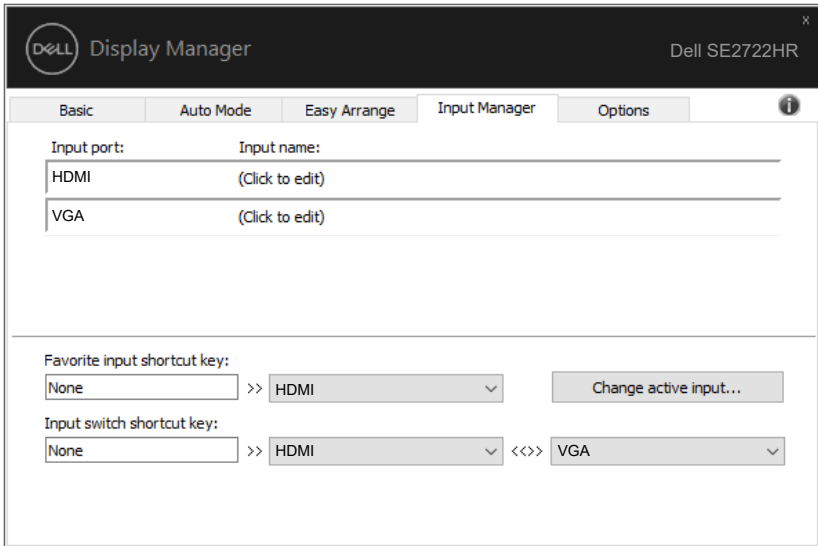 x
DELL Display Manager Dell SE2722HR
Basic Auto Mode Easy Arrange Input Manager Options i
Input port: Input name:
HDMI (Click to edit)
VGA (Click to edit)
Favorite input shortcut key:
None >> HDMI Change active input...
Input switch shortcut key:
None >> HDMI <<>> VGA